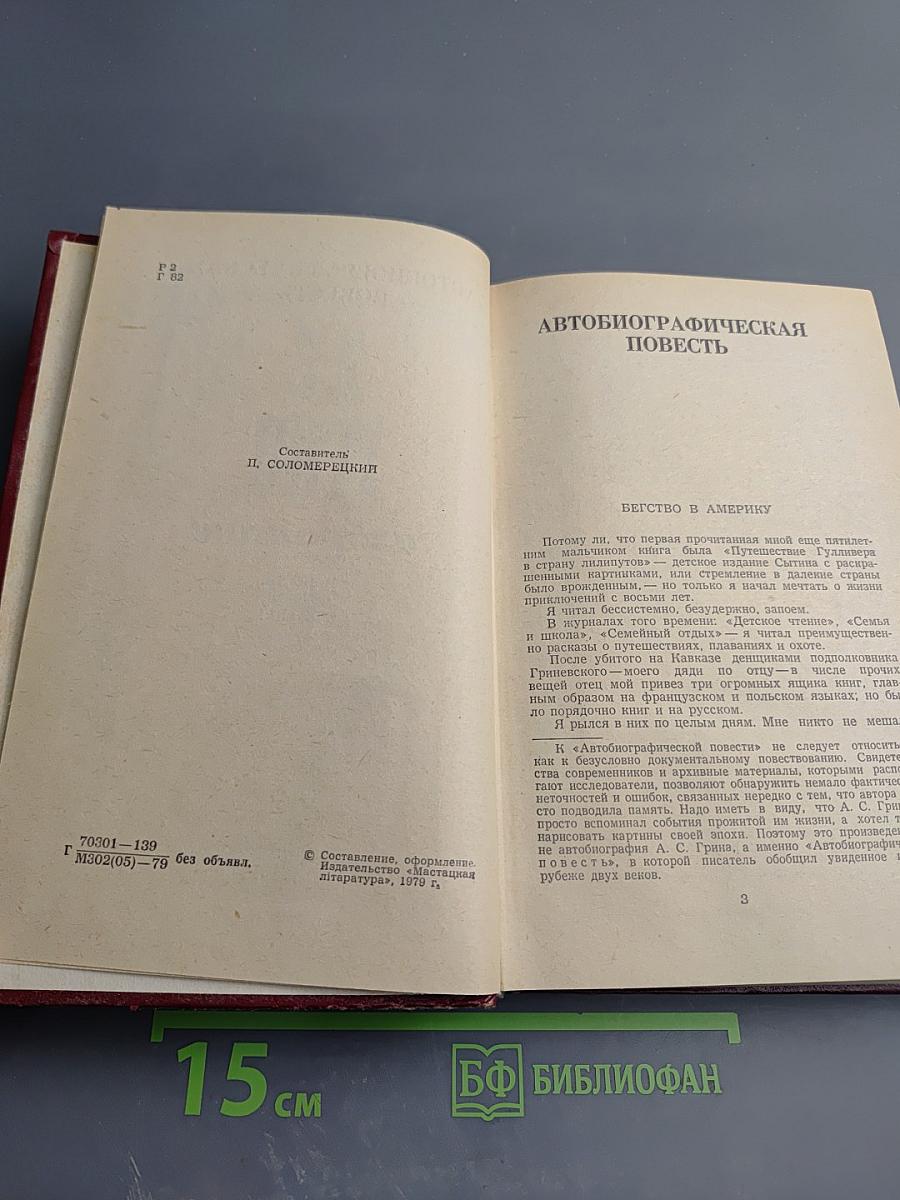 Р 2
Г 82
Составитель
П. СОЛОМЕРЕЦКИЙ
Г 70301—139
М302(05)—79 без объявл.
© Составление, оформление.
Издательство «Мастацкая
літаратура», 1979 г.
АВТОБИОГРАФИЧЕСКАЯ
ПОВЕСТЬ
БЕГСТВО В АМЕРИКУ
Потому ли, что первая прочитанная мной еще пятилет-
ним мальчиком книга была «Путешествие Гулливера
в страну лилипутов» — детское издание Сытина с раскра-
шенными картинками, или стремление в далекие страны
было врожденным, — но только я начал мечтать о жизни
приключений с восьми лет.
Я читал бессистемно, безудержно, запоем.
В журналах того времени: «Детское чтение», «Семья
и школа», «Семейный отдых» — я читал преимуществен-
но рассказы о путешествиях, плаваниях и охоте.
После убитого на Кавказе денщиками подполковника
Гриневского — моего дяди по отцу — в числе прочих
вещей отец мой привез три огромных ящика книг, глав-
ным образом на французском и польском языках; но бы-
ло порядочно книг и на русском.
Я рылся в них по целым дням. Мне никто не мешал
К «Автобиографической повести» не следует относить
как к безусловно документальному повествованию. Свидете
ства современников и архивные материалы, которыми распо
гают исследователи, позволяют обнаружить немало фактичес
неточностей и ошибок, связанных нередко с тем, что автора
сто подводила память. Надо иметь в виду, что А. С. Грин
просто вспоминал события прожитой им жизни, а хотел т
нарисовать картины своей эпохи. Поэтому это произведен
не автобиография А. С. Грина, а именно «Автобиографич
повесть», в которой писатель обобщил увиденное
рубеже двух веков.
3
15 см
БФ БИБЛИОФАН